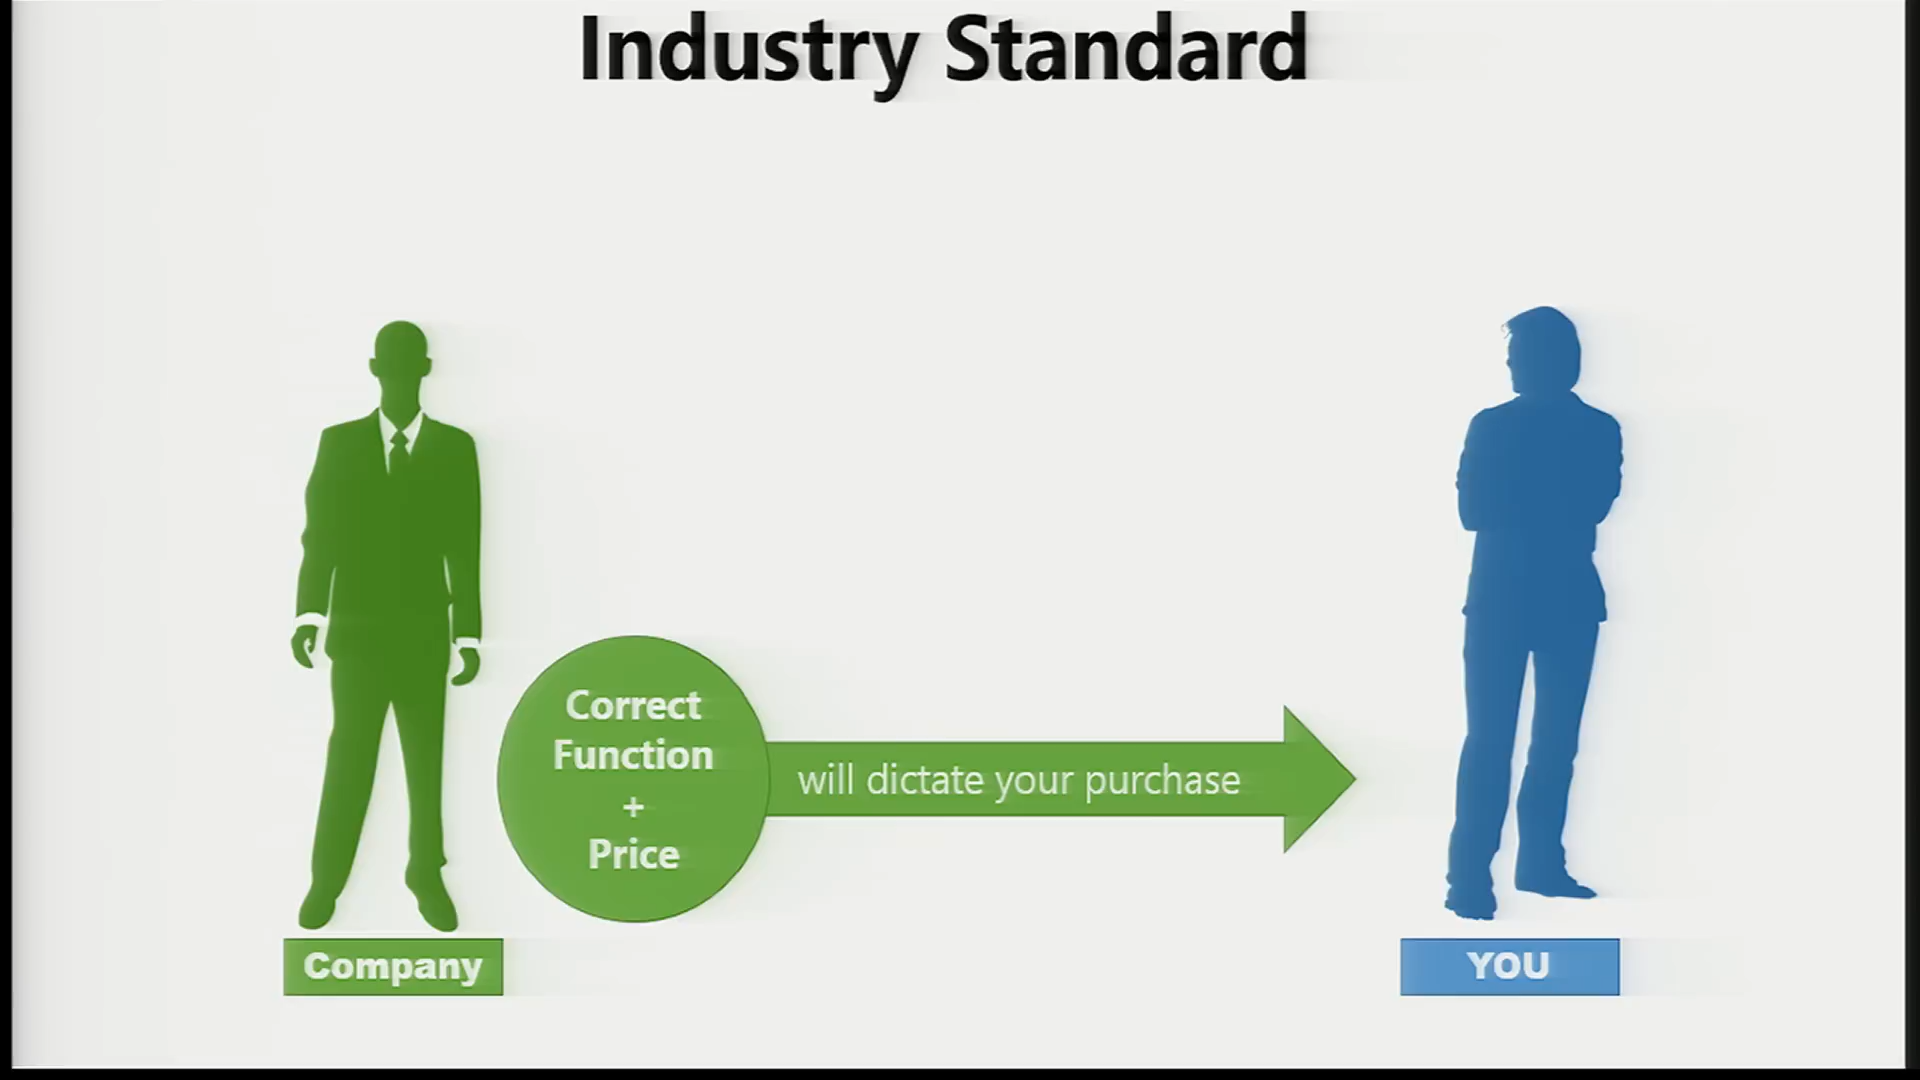 Industry Standard
Correct
Function
+
Price
will dictate your purchase
Company
YOU